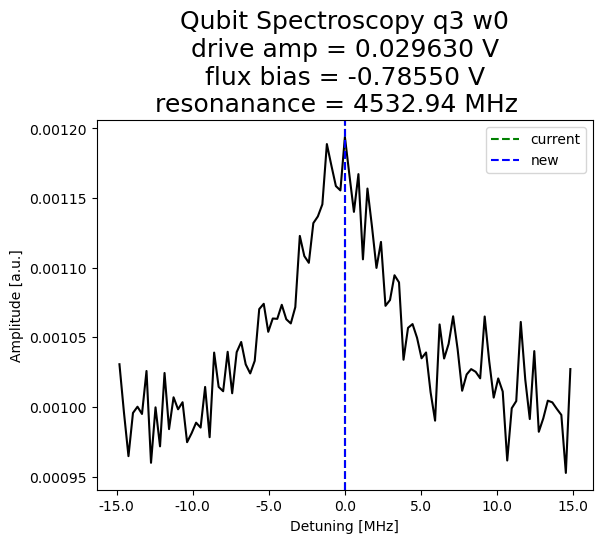 Qubit Spectroscopy q3 w0
drive amp = 0.029630 V
flux bias = -0.78550 V
resonanance = 4532.94 MHz
0.00120
0.00115
0.00110
0.00105
0.00100
0.00095
Amplitude [a.u.]
current
new
-15.0 -10.0 -5.0 0.0 5.0 10.0 15.0
Detuning [MHz]